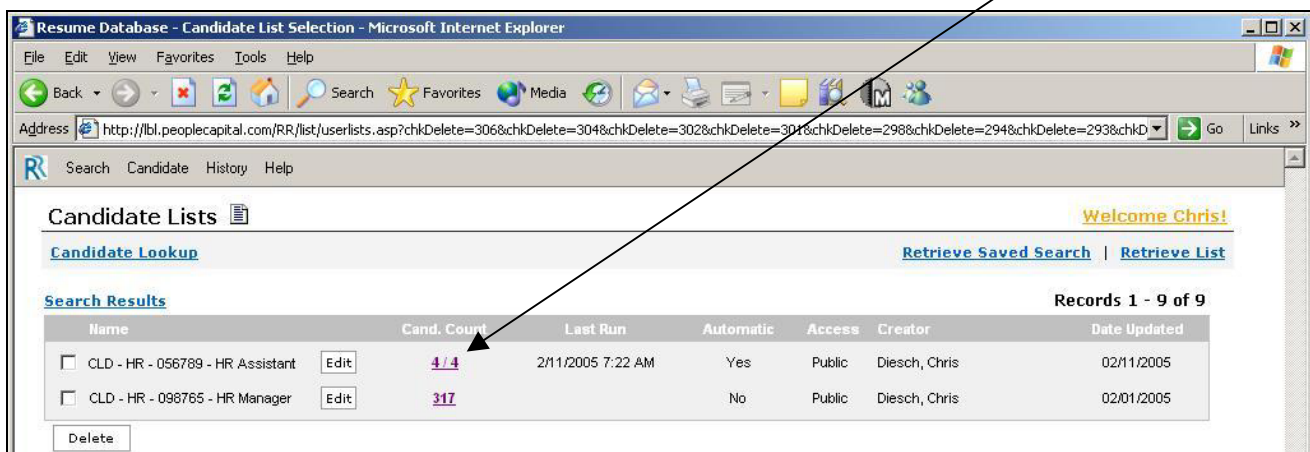 Resume Database - Candidate List Selection - Microsoft Internet Explorer
File Edit View Favorites Tools Help
Back Search Favorites Media
Address http://lbl.peoplecapital.com/RR/list/userlists.asp?chkDelete=306&chkDelete=304&chkDelete=302&chkDelete=301&chkDelete=298&chkDelete=294&chkDelete=293&chkD Go Links »
RR Search Candidate History Help
Candidate Lists Welcome Chris!
Candidate Lookup Retrieve Saved Search | Retrieve List
Search Results Records 1 - 9 of 9
Name Cand. Count Last Run Automatic Access Creator Date Updated
CLD - HR - 056789 - HR Assistant Edit 4 / 4 2/11/2005 7:22 AM Yes Public Diesch, Chris 02/11/2005
CLD - HR - 098765 - HR Manager Edit 317 No Public Diesch, Chris 02/01/2005
Delete